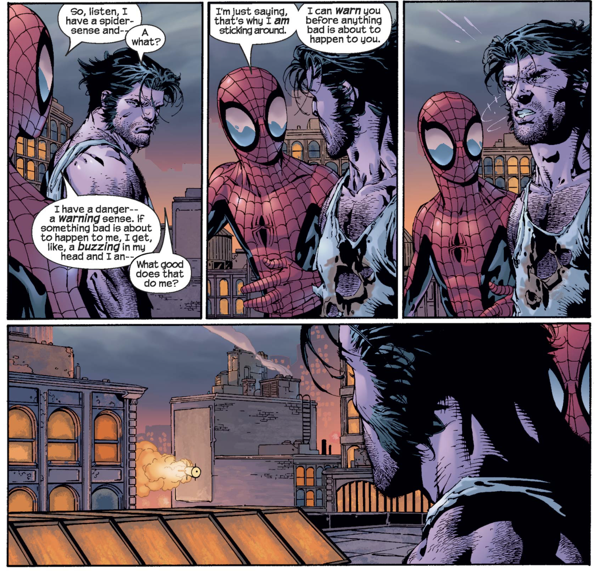 So, listen, I
have a spider-
sense and--
A
what?
I have a danger--
a warning sense. If
something bad is about
to happen to me, I get,
like, a buzzing in my
head and I an--
What good
does that
do me?
I'm just saying,
that's why I am
sticking around.
I can warn you
before anything
bad is about to
happen to you.